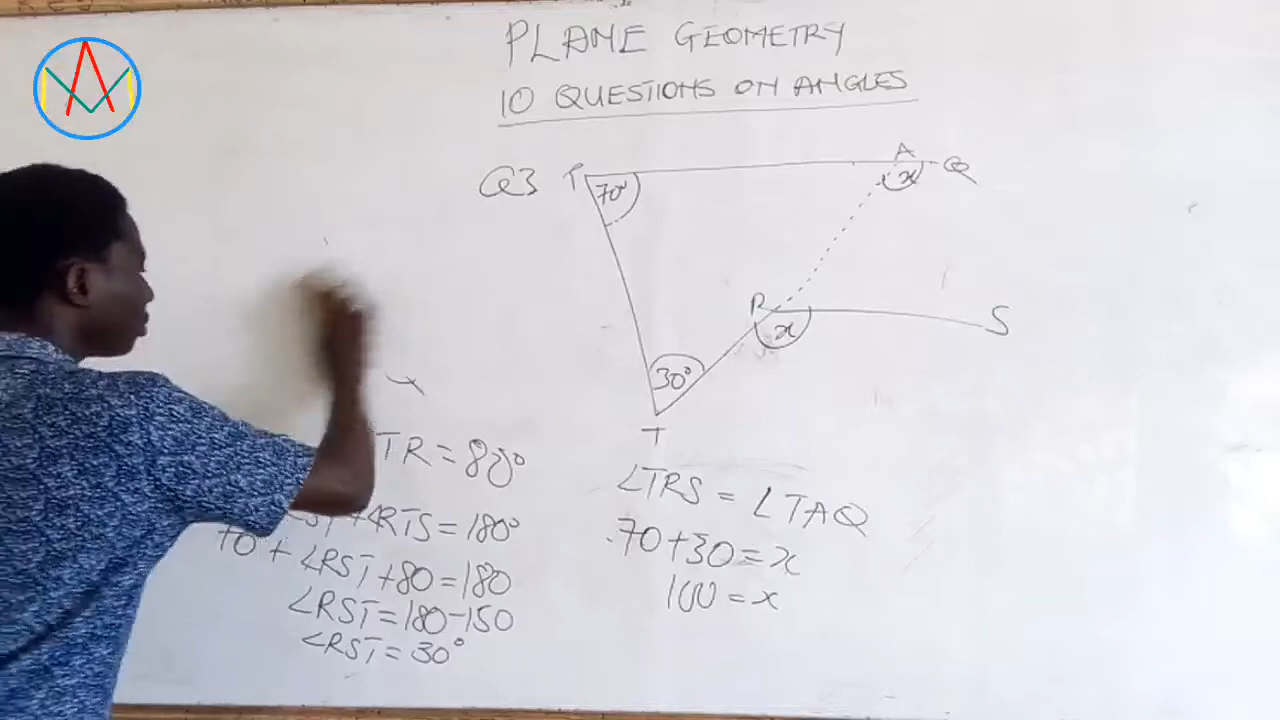 PLANE GEOMETRY
10 QUESTIONS ON ANGLES
Q3
P
70°
A
x
Q
R
x
S
30°
T
TR = 80°
+ ∠RTS = 180°
70 + ∠RST + 80 = 180
∠RST = 180 - 150
∠RST = 30°
∠TRS = ∠TAQ
70 + 30 = x
100 = x